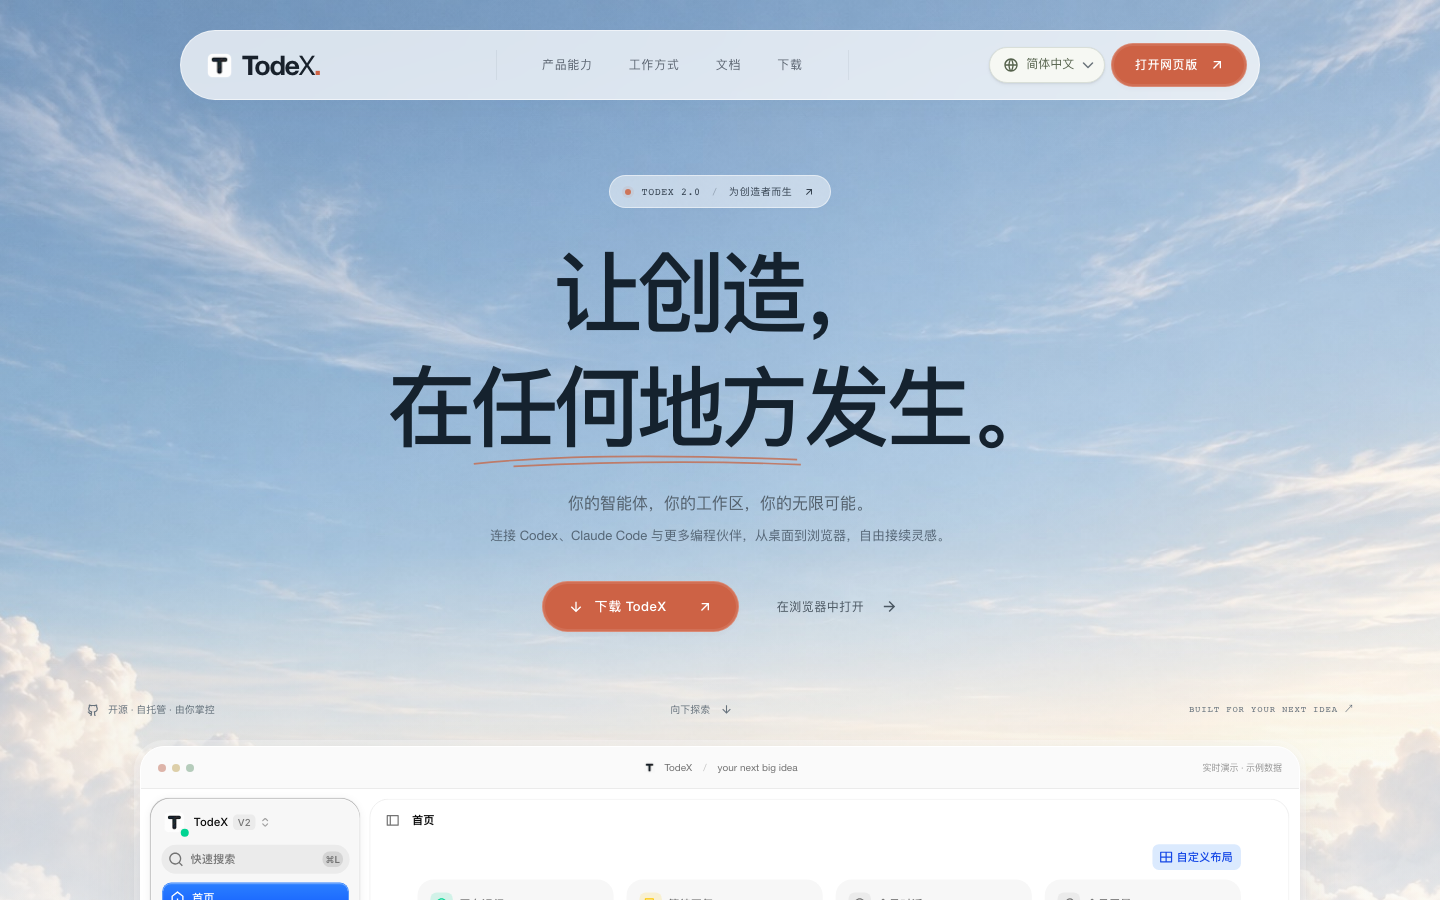 TodeX.
产品能力
工作方式
文档
下载
简体中文
打开网页版
TODEX 2.0 / 为创造者而生
让创造，
在任何地方发生。
你的智能体，你的工作区，你的无限可能。
连接 Codex、Claude Code 与更多编程伙伴，从桌面到浏览器，自由接续灵感。
下载 TodeX
在浏览器中打开
开源 · 自托管 · 由你掌控
向下探索
BUILT FOR YOUR NEXT IDEA
TodeX / your next big idea
实时演示 · 示例数据
TodeX V2
快速搜索 ⌘L
首页
首页
自定义布局